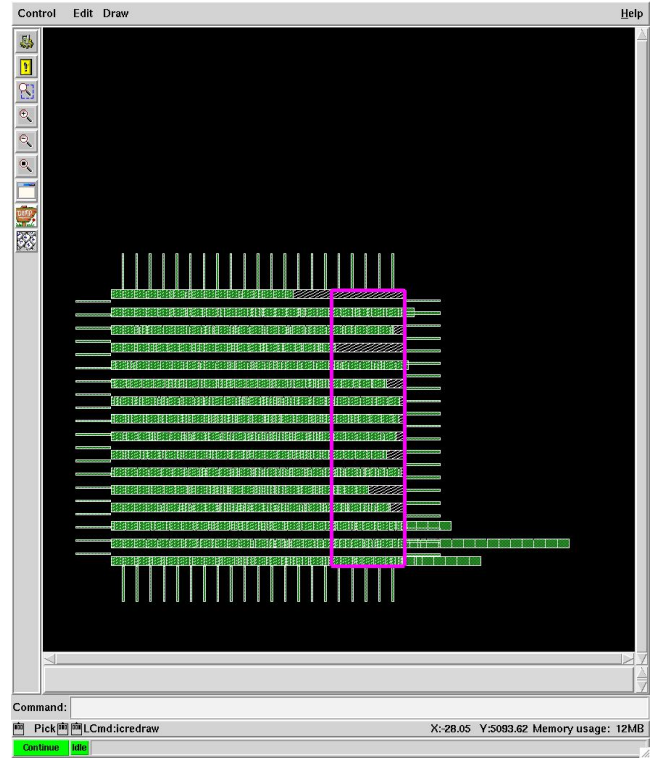 Control Edit Draw Help
Command:
Pick LCmd:icredraw X:-28.05 Y:5093.62 Memory usage: 12MB
Continue Idle